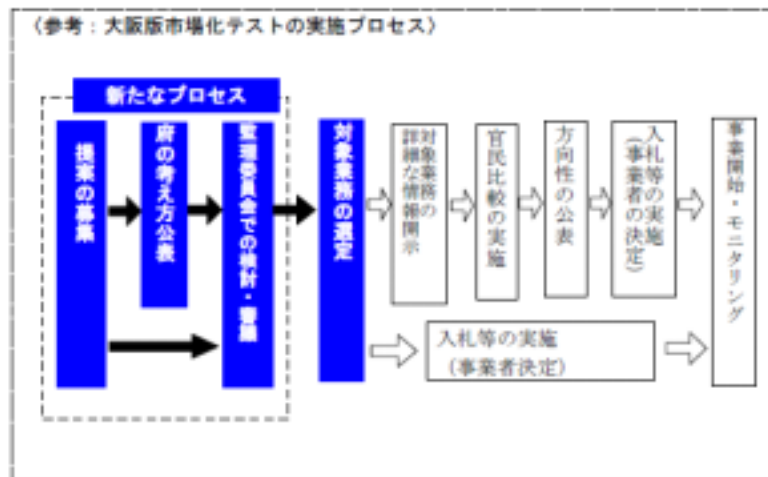 （参考：大阪版市場化テストの実施プロセス）
新たなプロセス
提案の募集
府の考え方公表
監理委員会での検討・審議
対象業務の選定
対象業務の
詳細な情報開示
官民比較の実施
方向性の公表
入札等の実施
（事業者の決定）
事業開始・モニタリング
入札等の実施
（事業者決定）